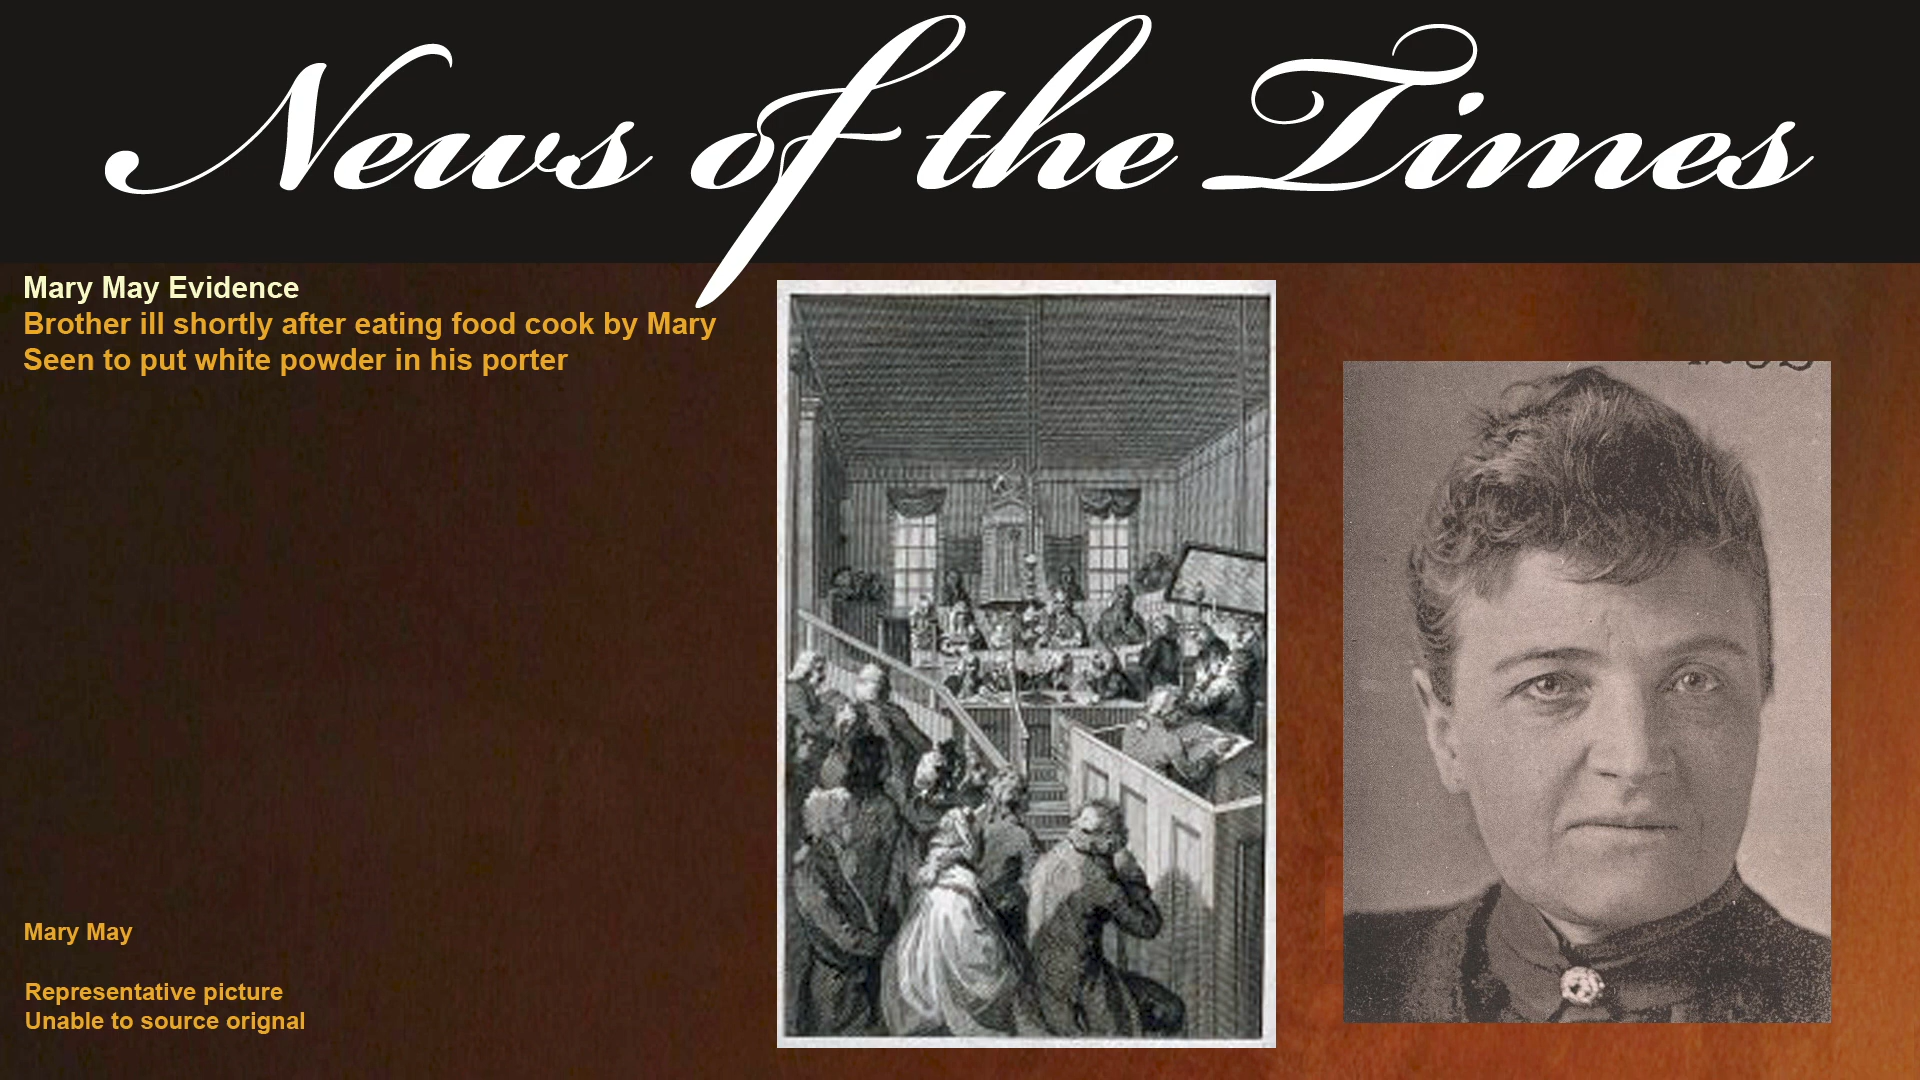 News of the Times
Mary May Evidence
Brother ill shortly after eating food cook by Mary
Seen to put white powder in his porter
Mary May
Representative picture
Unable to source orignal